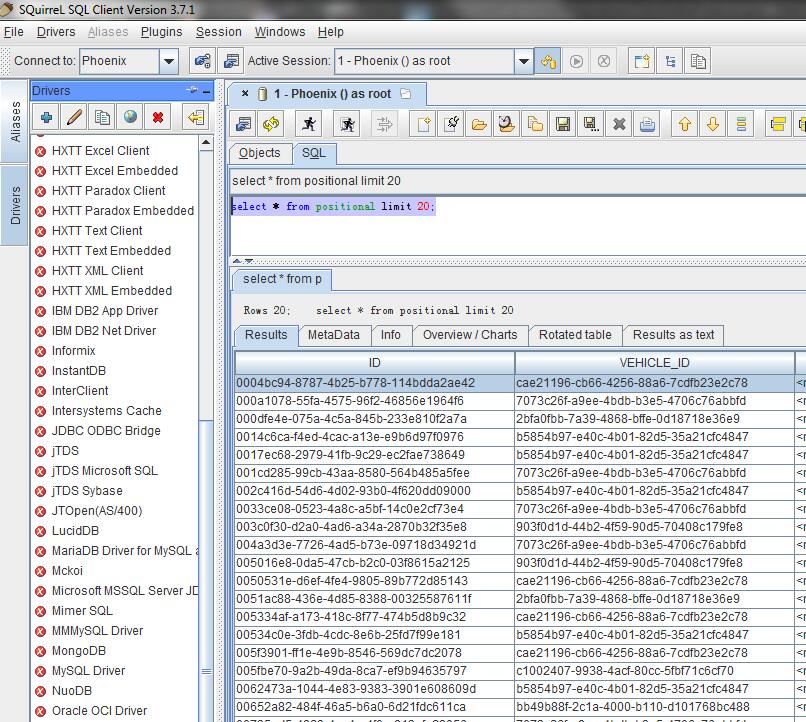 SQuirreL SQL Client Version 3.7.1
File Drivers Aliases Plugins Session Windows Help
Connect to: Phoenix Active Session: 1 - Phoenix () as root
Drivers
Aliases
Drivers
HXTT Excel Client
HXTT Excel Embedded
HXTT Paradox Client
HXTT Paradox Embedded
HXTT Text Client
HXTT Text Embedded
HXTT XML Client
HXTT XML Embedded
IBM DB2 App Driver
IBM DB2 Net Driver
Informix
InstantDB
InterClient
Intersystems Cache
JDBC ODBC Bridge
jTDS
jTDS Microsoft SQL
jTDS Sybase
JTOpen(AS/400)
LucidDB
MariaDB Driver for MySQL
Mckoi
Microsoft MSSQL Server JD
Mimer SQL
MMMySQL Driver
MongoDB
MySQL Driver
NuoDB
Oracle OCI Driver
1 - Phoenix () as root
Objects SQL
select * from positional limit 20
select * from positional limit 20;
select * from p
Rows 20; select * from positional limit 20
Results MetaData Info Overview / Charts Rotated table Results as text
ID VEHICLE_ID
0004bc94-8787-4b25-b778-114bdda2ae42 cae21196-cb66-4256-88a6-7cdfb23e2c78
000a1078-55fa-4575-96f2-46856e1964f6 7073c26f-a9ee-4bdb-b3e5-4706c76abbfd
000dfe4e-075a-4c5a-845b-233e810f2a7a 2bfa0fbb-7a39-4868-bffe-0d18718e36e9
0014c6ca-f4ed-4cac-a13e-e9b6d97f0976 b5854b97-e40c-4b01-82d5-35a21cfc4847
0017ec68-2979-41fb-9c29-ec2fae738649 b5854b97-e40c-4b01-82d5-35a21cfc4847
001cd285-99cb-43aa-8580-564b485a5fee 7073c26f-a9ee-4bdb-b3e5-4706c76abbfd
002c416d-54d6-4d02-93b0-4f620dd09000 b5854b97-e40c-4b01-82d5-35a21cfc4847
0033ce08-0523-4a8c-a5bf-14c0e2cf73e4 7073c26f-a9ee-4bdb-b3e5-4706c76abbfd
003c0f30-d2a0-4ad6-a34a-2870b32f35e8 903f0d1d-44b2-4f59-90d5-70408c179fe8
004a3d3e-7726-4ad5-b73e-09718d34921d 7073c26f-a9ee-4bdb-b3e5-4706c76abbfd
005016e8-0da5-47cb-b2c0-03f8615a2125 903f0d1d-44b2-4f59-90d5-70408c179fe8
0050531e-d6ef-4fe4-9805-89b772d85143 cae21196-cb66-4256-88a6-7cdfb23e2c78
0051ac88-436e-4d85-8388-00325587611f 2bfa0fbb-7a39-4868-bffe-0d18718e36e9
005334af-a173-418c-8f77-474b5d8b9c32 cae21196-cb66-4256-88a6-7cdfb23e2c78
00534c0e-3fdb-4cdc-8e6b-25fd7f99e181 b5854b97-e40c-4b01-82d5-35a21cfc4847
005f3901-ff1e-4e9b-8546-569dc7dc2078 cae21196-cb66-4256-88a6-7cdfb23e2c78
005fbe70-9a2b-49da-8ca7-ef9b94635797 c1002407-9938-4acf-80cc-5fbf71c6cf70
0062473a-1044-4e83-9383-3901e608609d b5854b97-e40c-4b01-82d5-35a21cfc4847
00652a82-484f-46a5-b6a0-6d21fdc611ca bb49b88f-2c1a-4000-b110-d101768bc488